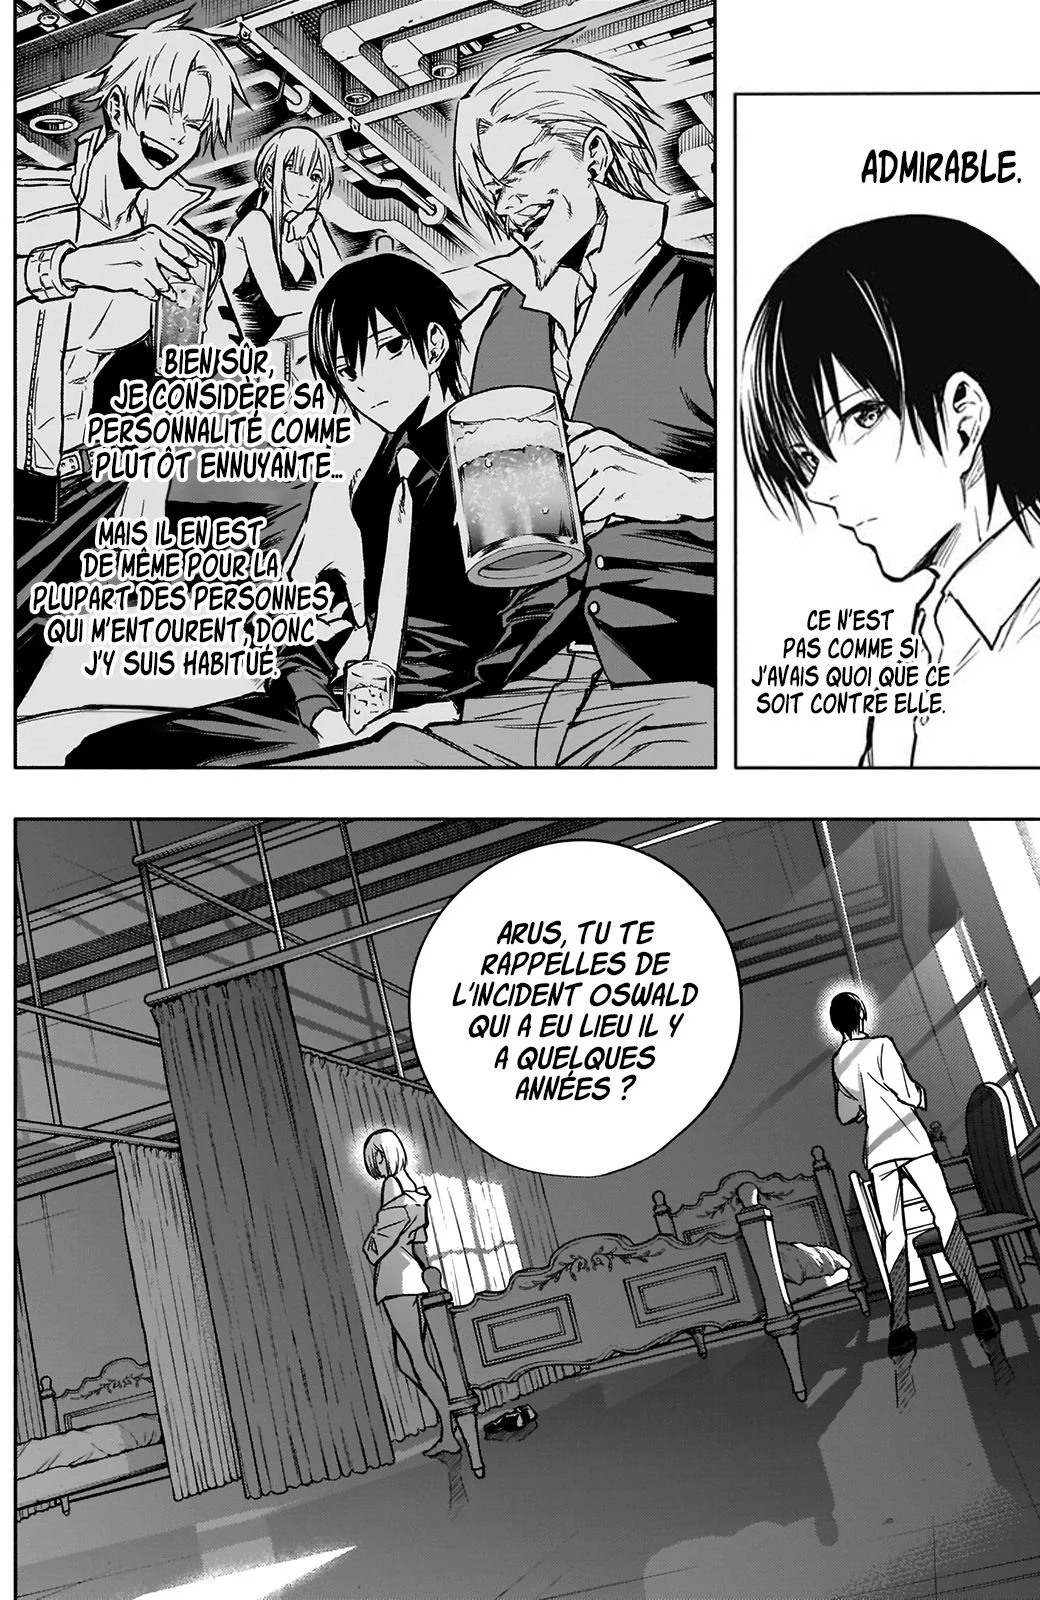 ADMIRABLE.
CE N'EST
PAS COMME SI
J'AVAIS QUOI QUE CE
SOIT CONTRE ELLE.
BIEN SÛR,
JE CONSIDÈRE SA
PERSONNALITÉ COMME
PLUTÔT ENNUYANTE...
MAIS IL EN EST
DE MÊME POUR LA
PLUPART DES PERSONNES
QUI M'ENTOURENT, DONC
J'Y SUIS HABITUÉ.
ARUS, TU TE
RAPPELLES DE
L'INCIDENT OSWALD
QUI A EU LIEU IL Y
A QUELQUES
ANNÉES ?